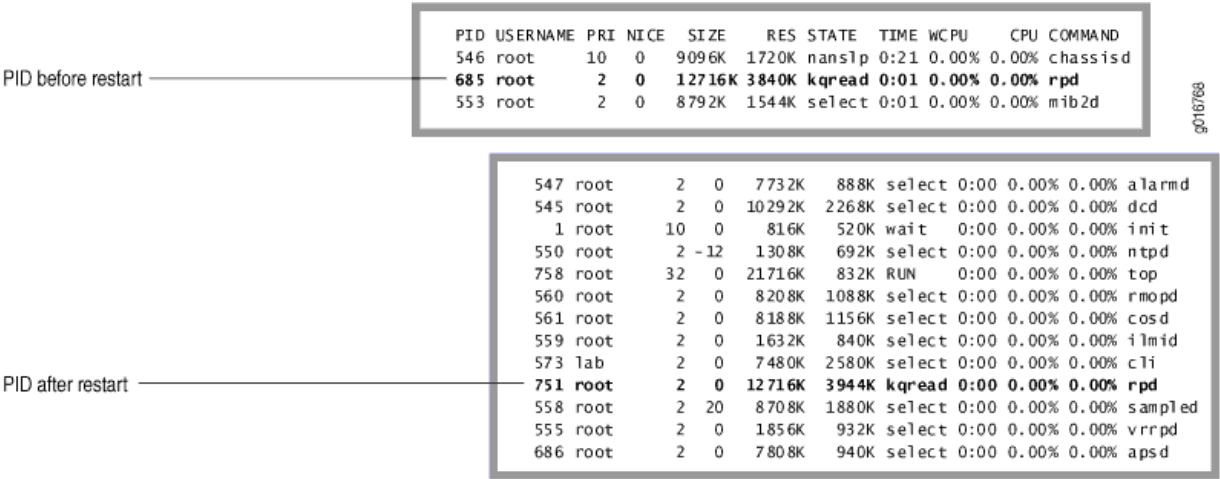 PID USERNAME PRI NICE SIZE RES STATE TIME WCPU CPU COMMAND
546 root 10 0 9096K 1720K nanslp 0:21 0.00% 0.00% chassisd
PID before restart
685 root 2 0 12716K 3840K kqread 0:01 0.00% 0.00% rpd
553 root 2 0 8792K 1544K select 0:01 0.00% 0.00% mib2d
g016768
547 root 2 0 7732K 888K select 0:00 0.00% 0.00% alarmd
545 root 2 0 10292K 2268K select 0:00 0.00% 0.00% dcd
1 root 10 0 816K 520K wait 0:00 0.00% 0.00% init
550 root 2 -12 1308K 692K select 0:00 0.00% 0.00% ntpd
758 root 32 0 21716K 832K RUN 0:00 0.00% 0.00% top
560 root 2 0 8208K 1088K select 0:00 0.00% 0.00% rmopd
561 root 2 0 8188K 1156K select 0:00 0.00% 0.00% cosd
559 root 2 0 1632K 840K select 0:00 0.00% 0.00% ilmid
573 lab 2 0 7480K 2580K select 0:00 0.00% 0.00% cli
PID after restart
751 root 2 0 12716K 3944K kqread 0:00 0.00% 0.00% rpd
558 root 2 20 8708K 1880K select 0:00 0.00% 0.00% sampled
555 root 2 0 1856K 932K select 0:00 0.00% 0.00% vrrpd
686 root 2 0 7808K 940K select 0:00 0.00% 0.00% apsd